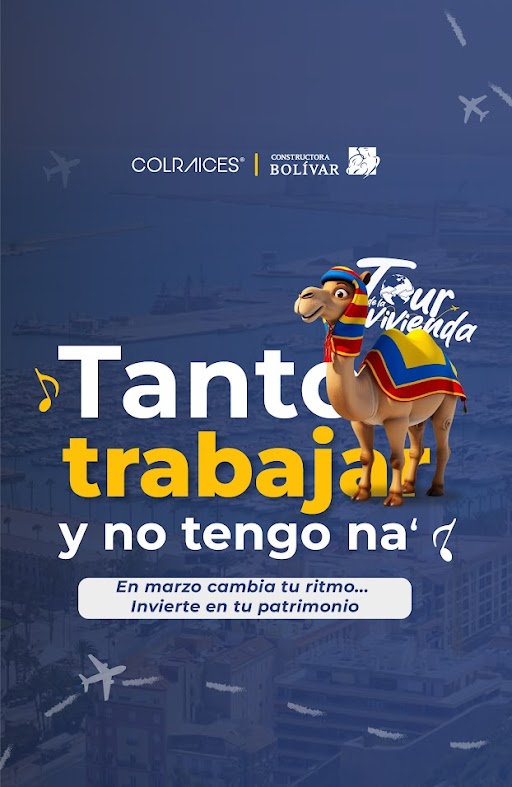 COLRAICES®
CONSTRUCTORA
BOLÍVAR
Tour
de la
vivienda
Tanto
trabajar
y no tengo na‘
En marzo cambia tu ritmo...
Invierte en tu patrimonio